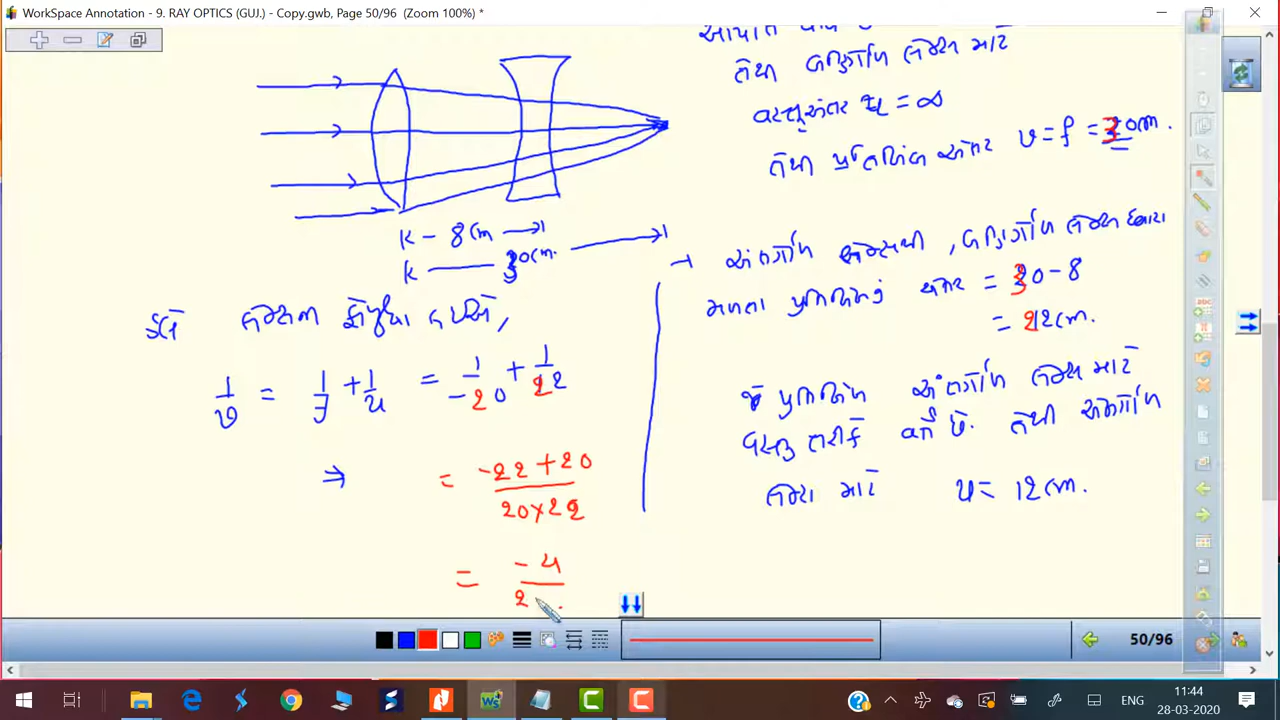 WorkSpace Annotation - 9. RAY OPTICS (GUJ.) - Copy.gwb, Page 50/96 (Zoom 100%) *
તથા બહિર્ગોળ લેન્સ માટે
વસ્તુઅંતર u = ∞
તથા પ્રતિબિંબ અંતર v = f = 30cm.
K - 8cm
K 30cm.
→ અંતર્ગોળ લેન્સથી , બહિર્ગોળ લેન્સ દ્વારા
મળતા પ્રતિબિંબનું અંતર = 30-8
= 22cm.
હવે લેન્સના
1/v = 1/f + 1/u = 1/-20 + 1/22
પ્રતિબિંબ અંતર્ગોળ લેન્સ માટે
વસ્તુ તરીકે વર્તે છે. તેથી અંતર્ગોળ
લેન્સ માટે u = 12cm.
⇒ = -22+20/20×22
= -2/2
50/96
ENG
11:44
28-03-2020